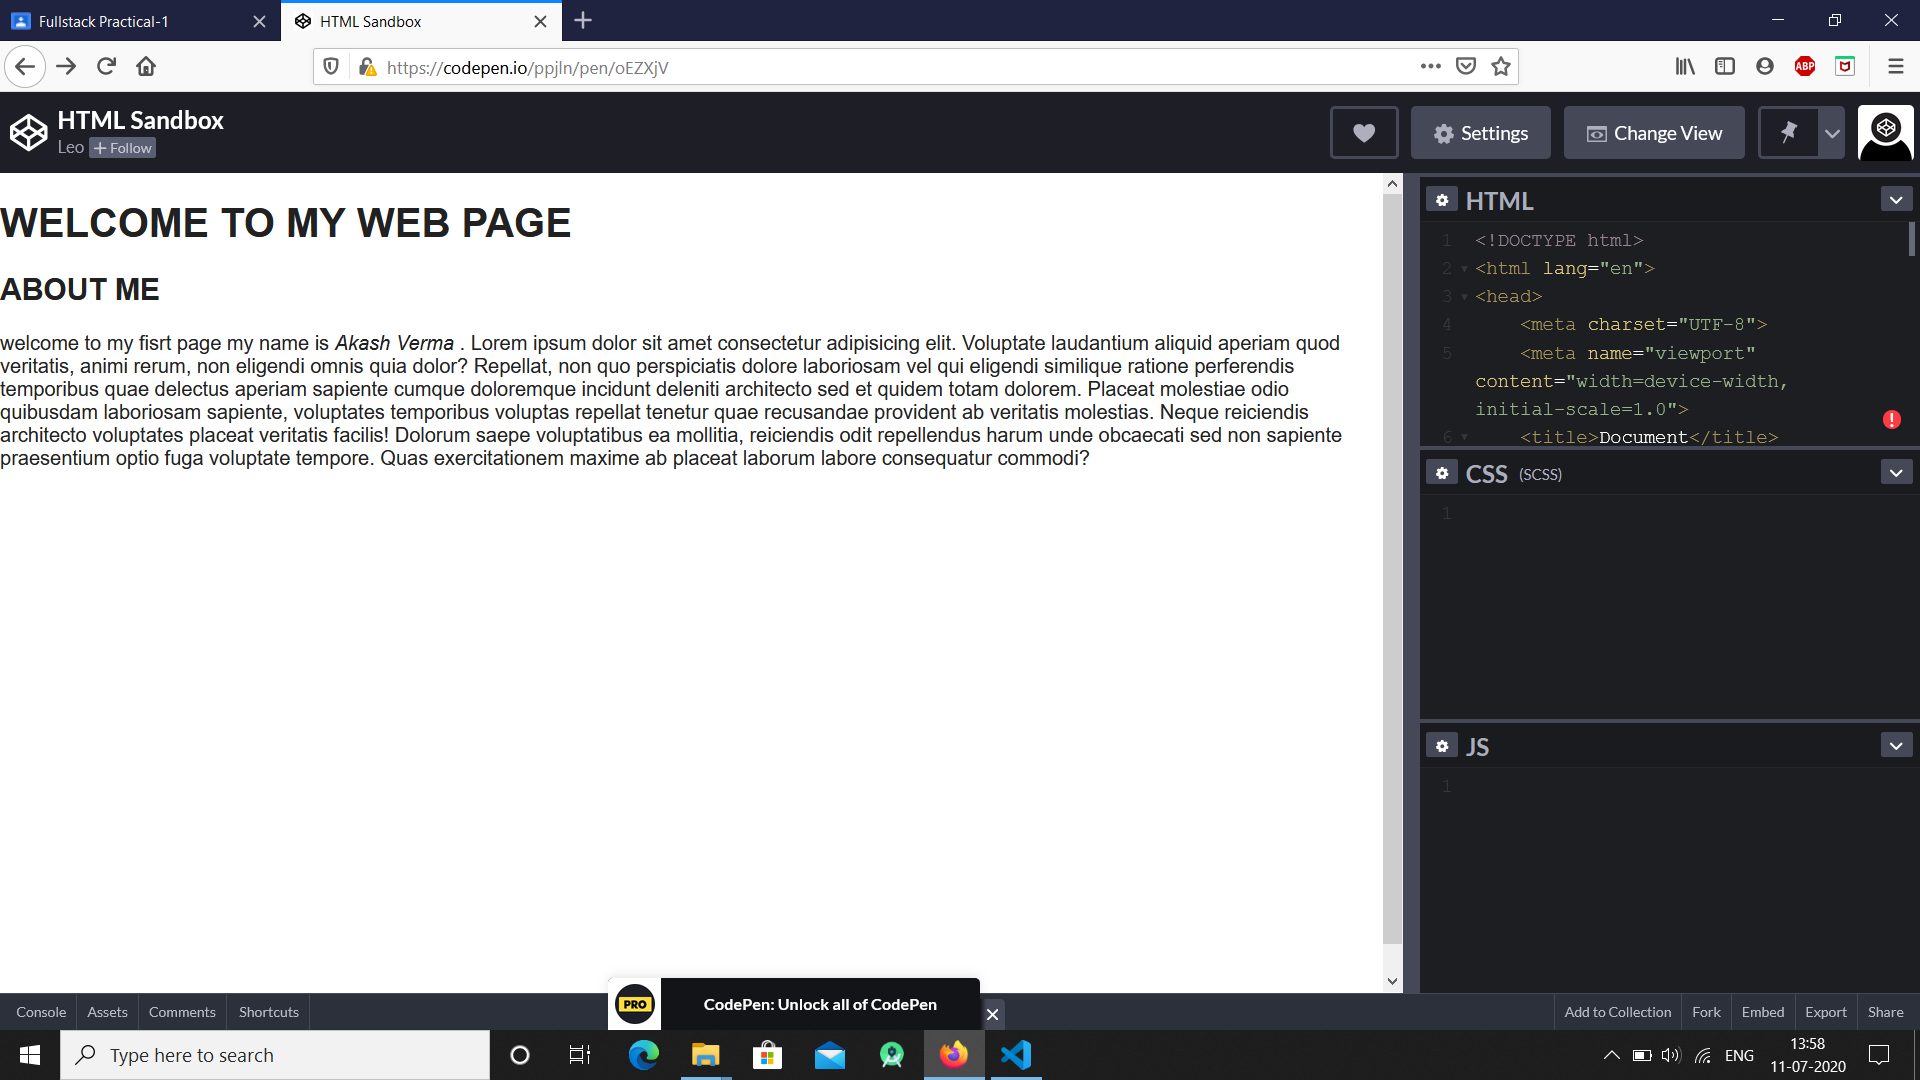 Fullstack Practical-1
HTML Sandbox
https://codepen.io/ppjln/pen/oEZXjV
ABP
HTML Sandbox
Leo + Follow
Settings
Change View
WELCOME TO MY WEB PAGE
ABOUT ME
welcome to my fisrt page my name is Akash Verma . Lorem ipsum dolor sit amet consectetur adipisicing elit. Voluptate laudantium aliquid aperiam quod
veritatis, animi rerum, non eligendi omnis quia dolor? Repellat, non quo perspiciatis dolore laboriosam vel qui eligendi similique ratione perferendis
temporibus quae delectus aperiam sapiente cumque doloremque incidunt deleniti architecto sed et quidem totam dolorem. Placeat molestiae odio
quibusdam laboriosam sapiente, voluptates temporibus voluptas repellat tenetur quae recusandae provident ab veritatis molestias. Neque reiciendis
architecto voluptates placeat veritatis facilis! Dolorum saepe voluptatibus ea mollitia, reiciendis odit repellendus harum unde obcaecati sed non sapiente
praesentium optio fuga voluptate tempore. Quas exercitationem maxime ab placeat laborum labore consequatur commodi?
HTML
1 <!DOCTYPE html>
2 <html lang="en">
3 <head>
4 <meta charset="UTF-8">
5 <meta name="viewport"
content="width=device-width,
initial-scale=1.0">
6 <title>Document</title>
CSS (SCSS)
1
JS
1
Console
Assets
Comments
Shortcuts
PRO
CodePen: Unlock all of CodePen
Add to Collection
Fork
Embed
Export
Share
Type here to search
ENG
13:58
11-07-2020